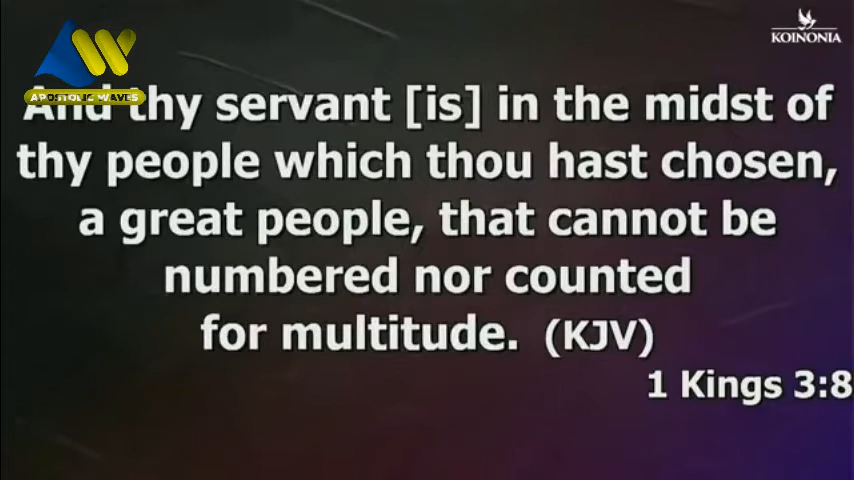 KOINONIA
APOSTOLIC WAVES
And thy servant [is] in the midst of
thy people which thou hast chosen,
a great people, that cannot be
numbered nor counted
for multitude. (KJV)
1 Kings 3:8